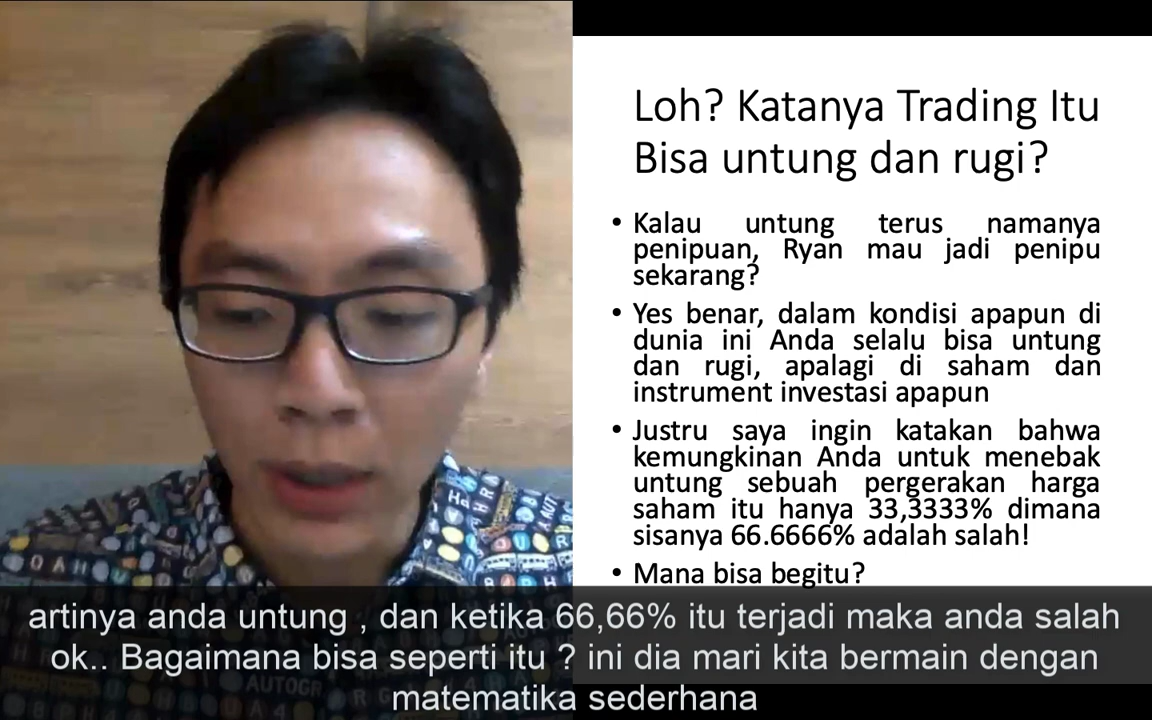 Loh? Katanya Trading Itu
Bisa untung dan rugi?
• Kalau untung terus namanya
penipuan, Ryan mau jadi penipu
sekarang?
• Yes benar, dalam kondisi apapun di
dunia ini Anda selalu bisa untung
dan rugi, apalagi di saham dan
instrument investasi apapun
• Justru saya ingin katakan bahwa
kemungkinan Anda untuk menebak
untung sebuah pergerakan harga
saham itu hanya 33,3333% dimana
sisanya 66.6666% adalah salah!
• Mana bisa begitu?
artinya anda untung , dan ketika 66,66% itu terjadi maka anda salah
ok.. Bagaimana bisa seperti itu ? ini dia mari kita bermain dengan
matematika sederhana